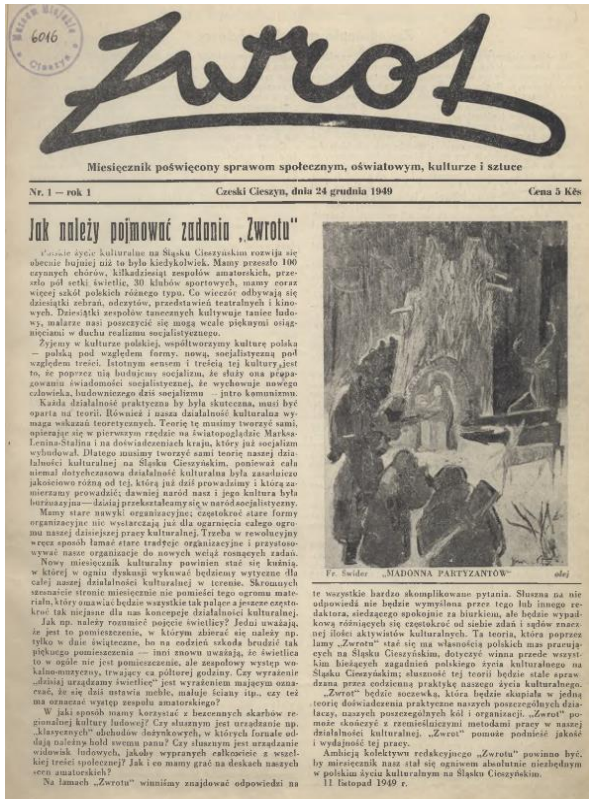 Muzeum Miejskie
6016
Cieszyn
Zwrot
Miesięcznik poświęcony sprawom społecznym, oświatowym, kulturze i sztuce
Nr. 1 — rok 1
Czeski Cieszyn, dnia 24 grudnia 1949
Cena 5 Kčs
Jak należy pojmować zadania „Zwrotu"
Polskie życie kulturalne na Śląsku Cieszyńskim rozwija się
obecnie bujniej niż to było kiedykolwiek. Mamy przeszło 100
czynnych chórów, kilkadziesiąt zespołów amatorskich, prze-
szło pół setki świetlic, 30 klubów sportowych, mamy coraz
więcej szkół polskich różnego typu. Co wieczór odbywają się
dziesiątki zebrań, odczytów, przedstawień teatralnych i kino-
wych. Dziesiątki zespołów tanecznych kultywuje taniec ludo-
wy, malarze nasi poszczycić się mogą wcale pięknymi osiąg-
nięciami w duchu realizmu socjalistycznego.
Żyjemy w kulturze polskiej, współtworzymy kulturę polską
— polską pod względem formy, nową, socjalistyczną pod
względem treści. Istotnym sensem i treścią tej kultury jest
to, że poprzez nią budujemy socjalizm, że służy ona propa-
gowaniu świadomości socjalistycznej, że wychowuje nowego
człowieka, budowniczego dziś socjalizmu — jutro komunizmu.
Każda działalność praktyczna by była skuteczna, musi być
oparta na teorii. Również i nasza działalność kulturalna wy-
maga wskazań teoretycznych. Teorię tę musimy tworzyć sami,
opierając się w pierwszym rzędzie na światopoglądzie Marksa-
Lenina-Stalina i na doświadczeniach kraju, który już socjalizm
wybudował. Dlatego musimy tworzyć sami teorię naszej dzia-
łalności kulturalnej na Śląsku Cieszyńskim, ponieważ cała
niemal dotychczasowa działalność kulturalna była zasadniczo
jakościowo różną od tej, którą już dziś prowadzimy i którą za-
mierzamy prowadzić; dawniej naród nasz i jego kultura była
burżuazyjna—dzisiaj przekształcamy się w naród socjalistyczny.
Mamy stare nawyki organizacyjne; częstokroć stare formy
organizacyjne nie wystarczają już dla ogarnięcia całego ogro-
mu naszej dzisiejszej pracy kulturalnej. Trzeba w rewolucyjny
wręcz sposób łamać stare tradycje organizacyjne i przystoso-
wywać nasze organizacje do nowych wciąż rosnących zadań.
Nowy miesięcznik kulturalny powinien stać się kuźnią,
w której w ogniu dyskusji wykuwać będziemy wytyczne dla
całej naszej działalności kulturalnej w terenie. Skromnych
szesnaście stronic miesięcznie nie pomieści tego ogromu mate-
riału, który omawiać będzie wszystkie tak palące a jeszcze często-
kroć tak niejasne dla nas koncepcje działalności kulturalnej.
Jak np. należy rozumieć pojęcie świetlicy? Jedni uważają,
że jest to pomieszczenie, w którym zbierać się należy np.
tylko w dnie świąteczne, bo na codzień szkoda brudzić tak
pięknego pomieszczenia — inni znowu uważają, że świetlica
to w ogóle nie jest pomieszczenie, ale zespołowy występ wo-
kalno-muzyczny, trwający ca półtorej godziny. Czy wyrażenie
„dzisiaj urządzamy świetlicę" jest wyrażeniem mającym ozna-
czać, że się dziś ustawia meble, maluje ściany itp., czy też
ma oznaczać występ zespołu amatorskiego?
W jaki sposób mamy korzystać z bezcennych skarbów re-
gionalnej kultury ludowej? Czy słusznym jest urządzanie np.
„klasycznych" obchodów dożynkowych, w których fornale od-
dają należny hołd swemu panu? Czy słusznym jest urządzanie
widowisk ludowych, jakoby wypranych całkowicie z wszel-
kiej treści społecznej? Jak i co mamy grać na deskach naszych
scen amatorskich?
Na łamach „Zwrotu" winniśmy znajdować odpowiedzi na
Fr. Świder „MADONNA PARTYZANTÓW" olej
te wszystkie bardzo skomplikowane pytania. Słuszna na nie
odpowiedź nie będzie wymyślona przez tego lub innego re-
daktora, siedzącego spokojnie za biurkiem, ale będzie wypad-
kową różniących się częstokroć od siebie zdań i sądów znacz-
nej ilości aktywistów kulturalnych. Ta teoria, która poprzez
łamy „Zwrotu" stać się ma własnością polskich mas pracują-
cych na Śląsku Cieszyńskim, dotyczyć winna przede wszyst-
kim bieżących zagadnień polskiego życia kulturalnego na
Śląsku Cieszyńskim; słuszność tej teorii będzie stale spraw-
dzana przez codzienną praktykę naszego życia kulturalnego.
„Zwrot" będzie soczewką, która będzie skupiała w jedną
teorię doświadczenia praktyczne naszych poszczególnych dzia-
łaczy, naszych poszczególnych kół i organizacji. „Zwrot" po-
może skończyć z rzemieślniczymi metodami pracy w naszej
działalności kulturalnej. „Zwrot" pomoże podnieść jakość
i wydajność tej pracy.
Ambicją kolektywu redakcyjnego „Zwrotu" powinno być,
by miesięcznik nasz stał się ogniwem absolutnie niezbędnym
w polskim życiu kulturalnym na Śląsku Cieszyńskim.
11 listopad 1949 r.